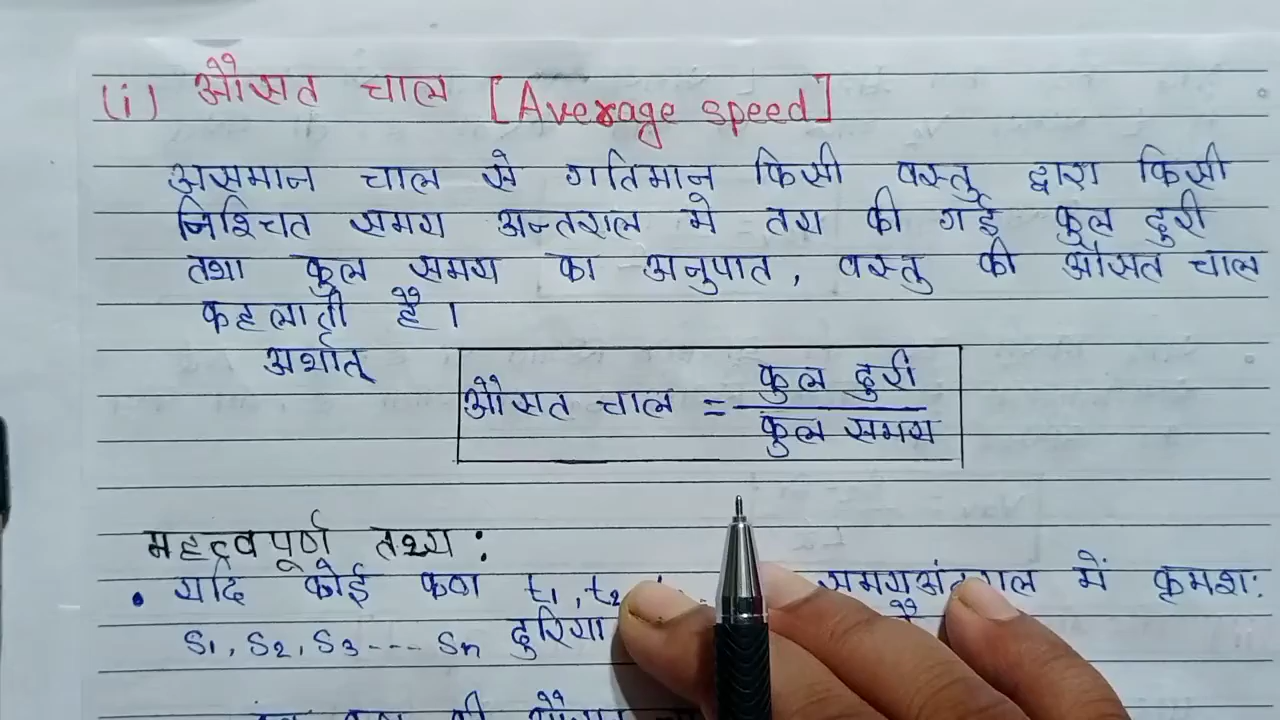 (i) औसत चाल [Average speed]
असमान चाल से गतिमान किसी वस्तु द्वारा किसी
निश्चित समय अन्तराल मे तय की गई कुल दुरी
तथा कुल समय का अनुपात, वस्तु की औसत चाल
कहलाती है।
अर्थात्
औसत चाल = कुल दुरी / कुल समय
महत्वपूर्ण तथ्य :
• यदि कोई कण t₁, t₂ समयअंतराल में क्रमश:
S₁, S₂, S₃ ---- Sn दुरिया